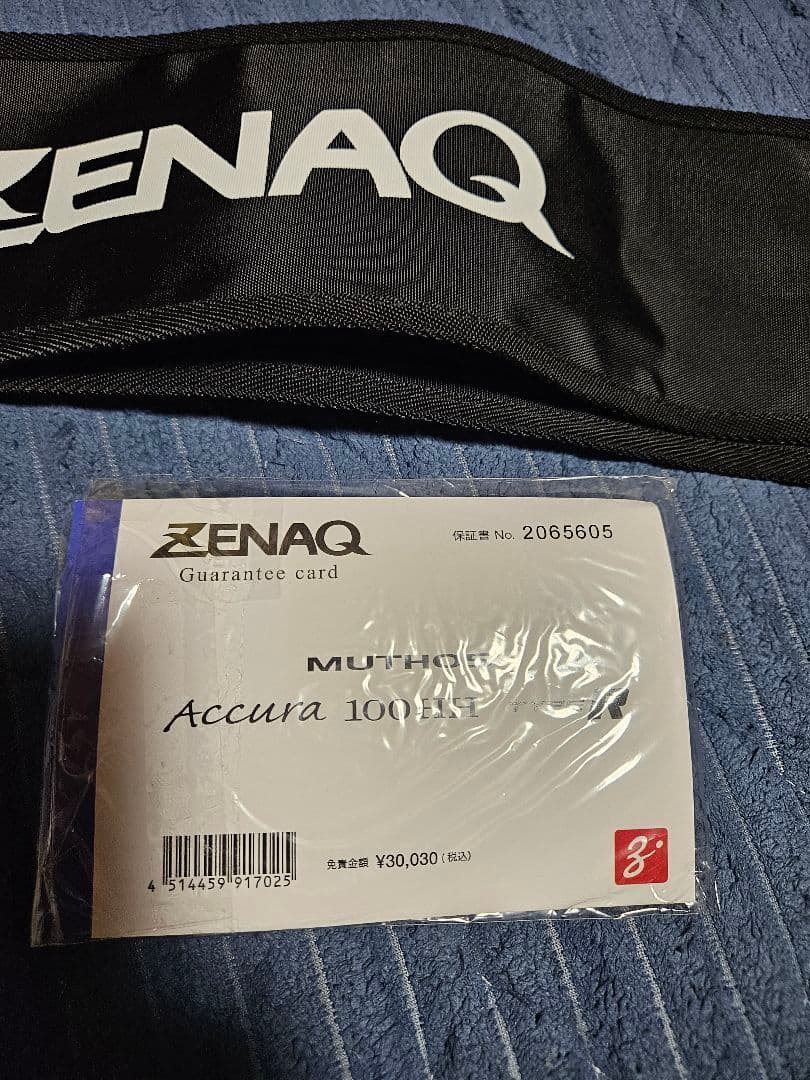 ZENAQ
ZENAQ
保証書 No. 2065605
Guarantee card
MUTHOS
Accura 100HH TYPE R
4 514459 917025
免責金額 ¥30,030 (税込)